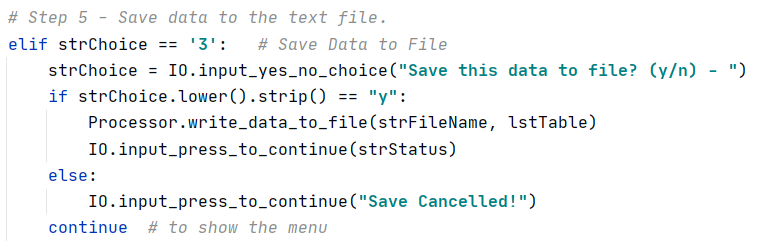 # Step 5 - Save data to the text file.
elif strChoice == '3':   # Save Data to File
    strChoice = IO.input_yes_no_choice("Save this data to file? (y/n) - ")
    if strChoice.lower().strip() == "y":
        Processor.write_data_to_file(strFileName, lstTable)
        IO.input_press_to_continue(strStatus)
    else:
        IO.input_press_to_continue("Save Cancelled!")
    continue  # to show the menu